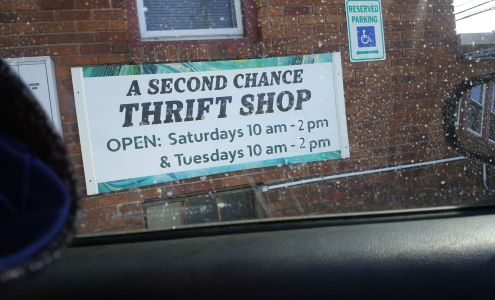 RESERVED
PARKING
A SECOND CHANCE
THRIFT SHOP
OPEN: Saturdays 10 am - 2 pm
& Tuesdays 10 am - 2 pm